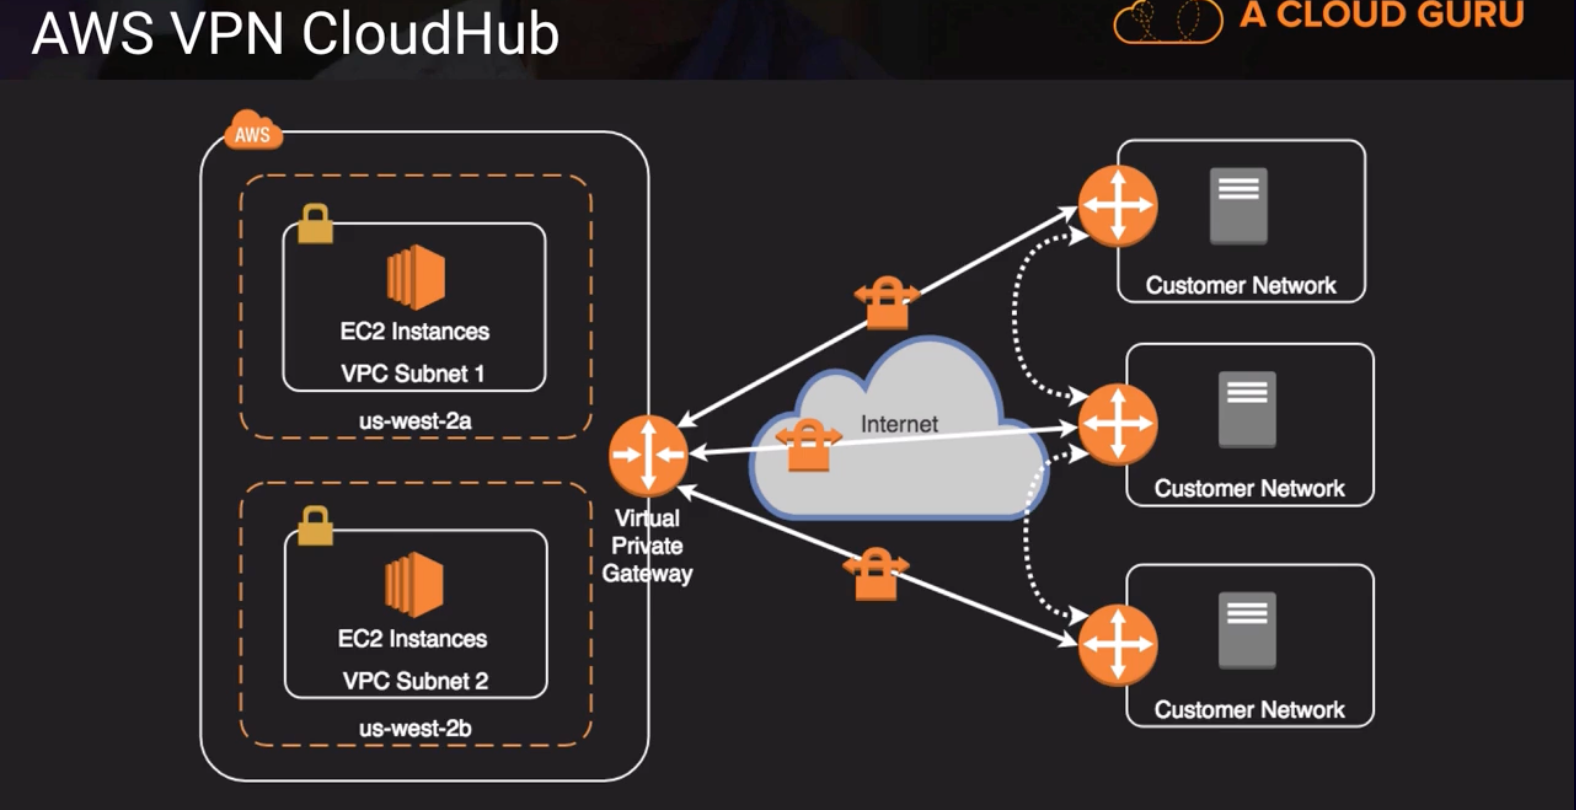 AWS VPN CloudHub
A CLOUD GURU
AWS
EC2 Instances
VPC Subnet 1
us-west-2a
EC2 Instances
VPC Subnet 2
us-west-2b
Virtual
Private
Gateway
Internet
Customer Network
Customer Network
Customer Network